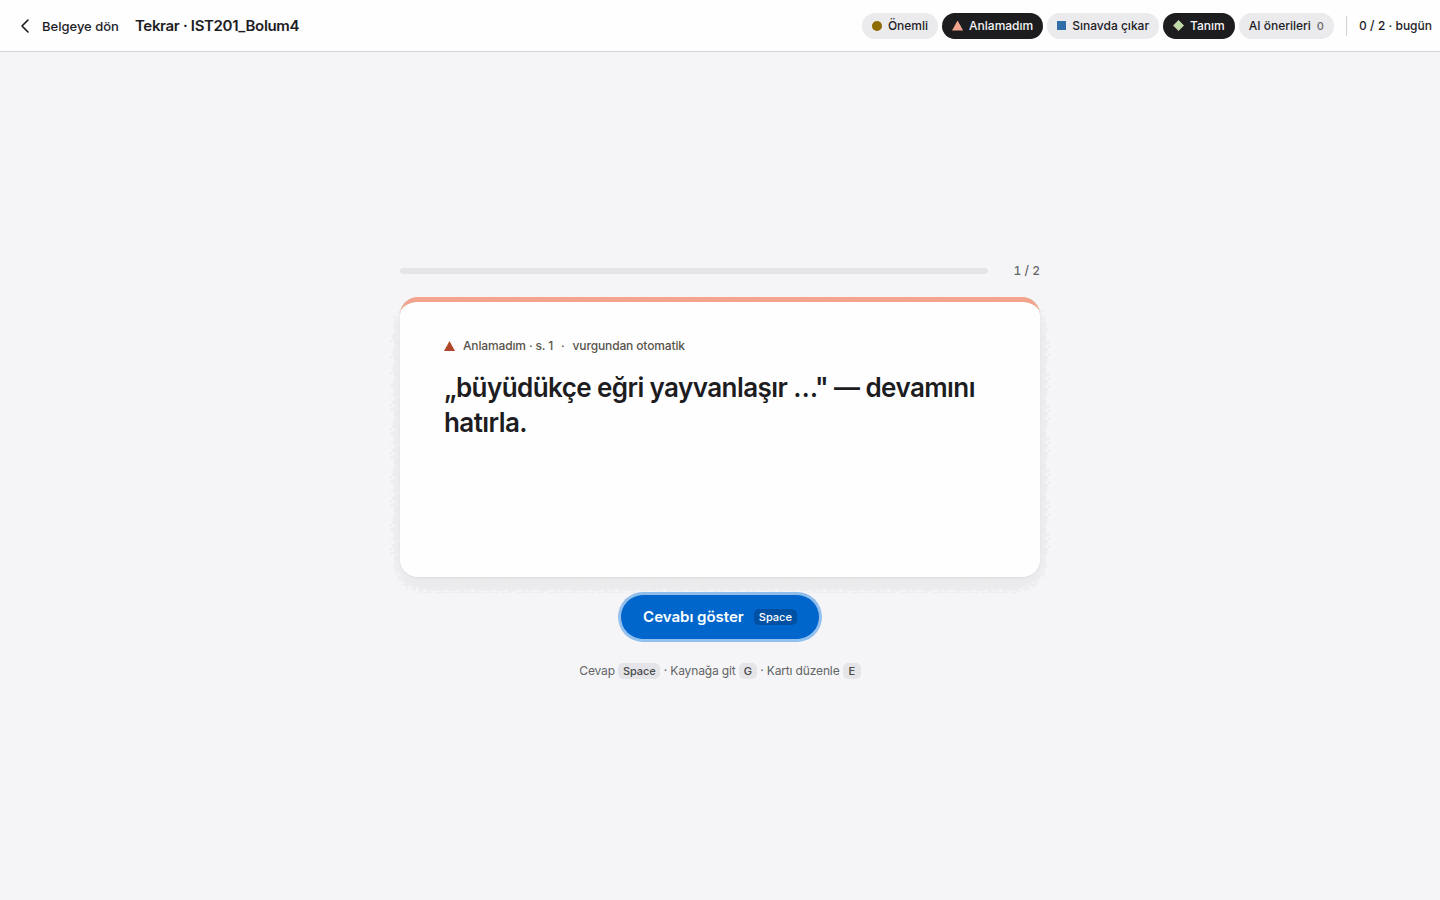 Belgeye dön
Tekrar · IST201_Bolum4
Önemli
Anlamadım
Sınavda çıkar
Tanım
AI önerileri 0
0 / 2 · bugün
1 / 2
Anlamadım · s. 1 · vurgundan otomatik
„büyüdükçe eğri yayvanlaşır …" — devamını
hatırla.
Cevabı göster Space
Cevap Space · Kaynağa git G · Kartı düzenle E